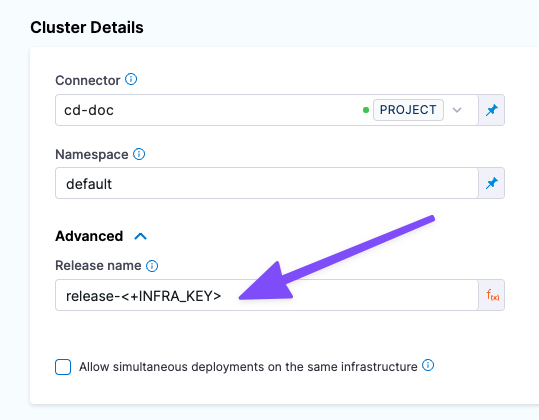 Cluster Details
Connector
cd-doc PROJECT
Namespace
default
Advanced
Release name
release-<+INFRA_KEY> f(x)
Allow simultaneous deployments on the same infrastructure